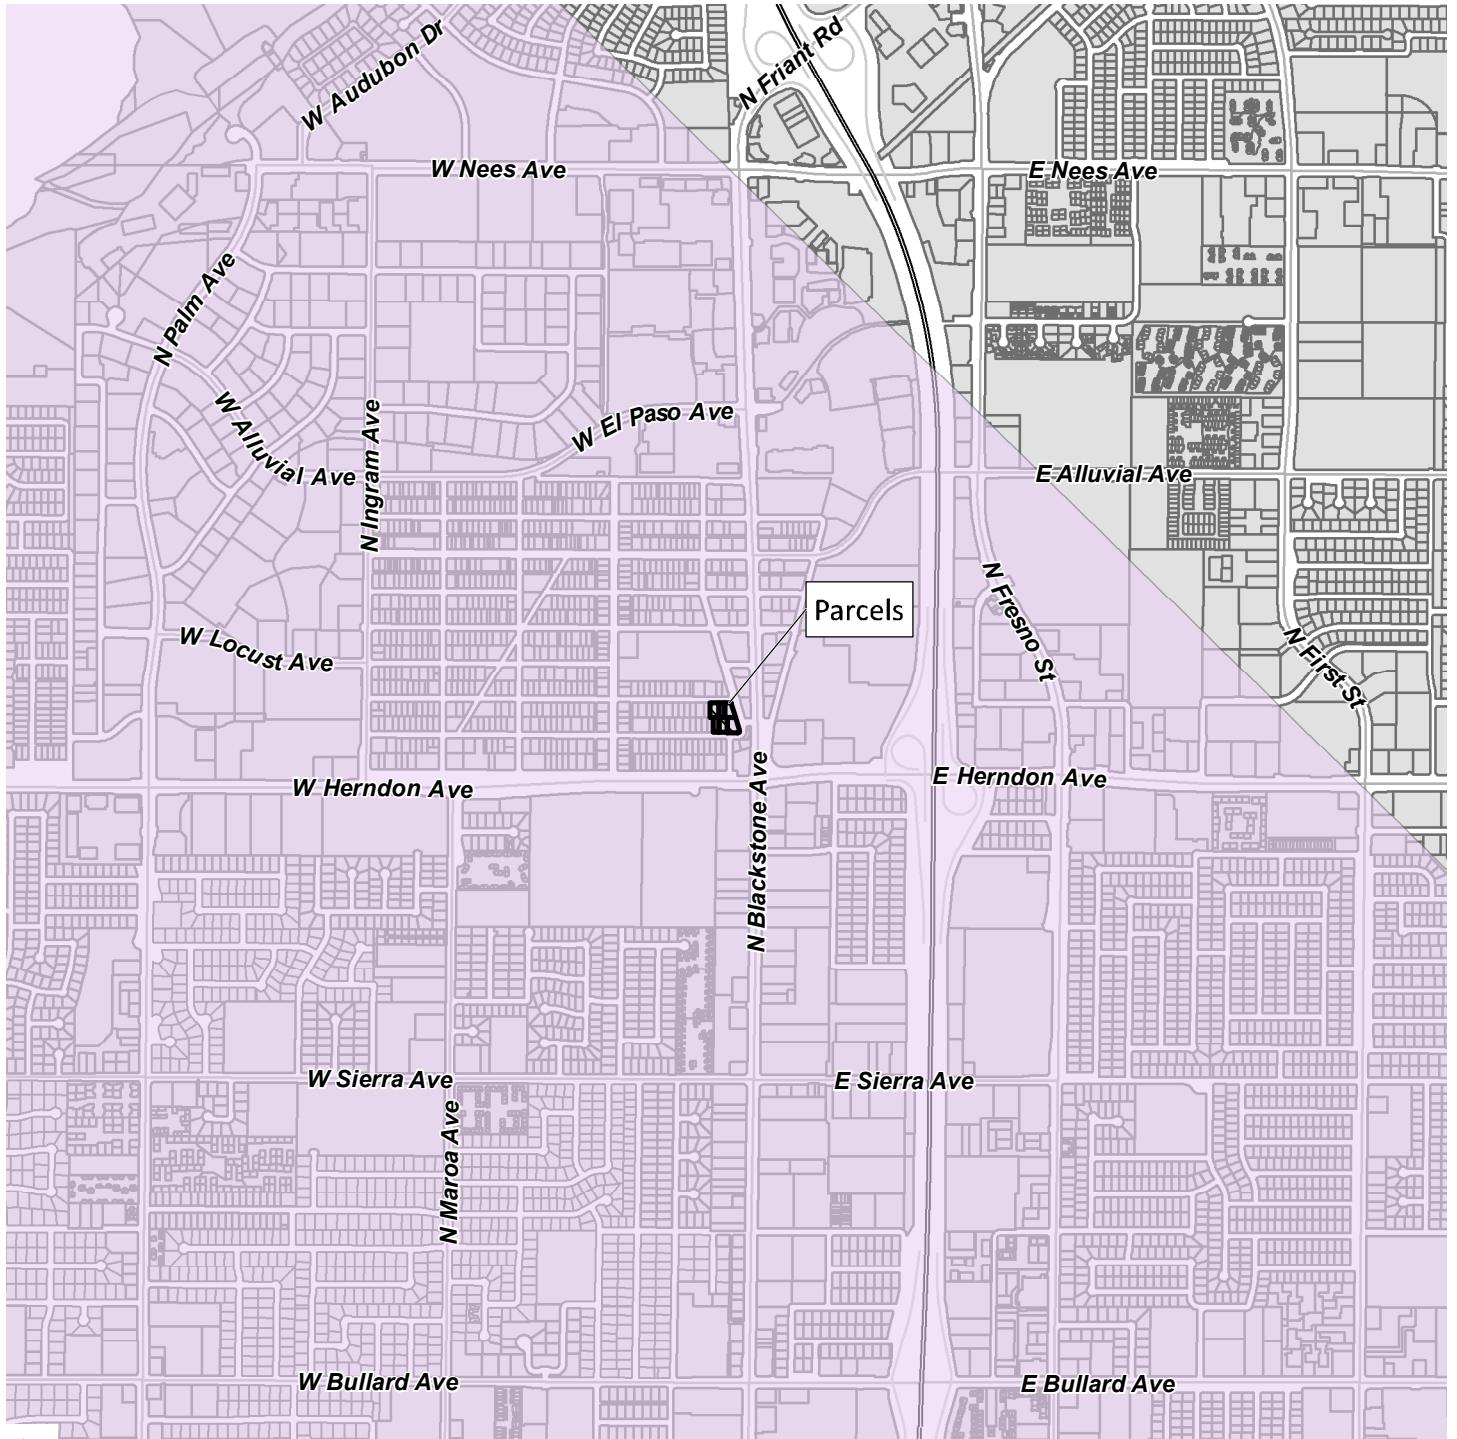 W Audubon Dr
N Friant Rd
W Nees Ave
E Nees Ave
N Palm Ave
W Alluvial Ave
N Ingram Ave
W El Paso Ave
E Alluvial Ave
N Fresno St
Parcels
W Locust Ave
N First St
W Herndon Ave
E Herndon Ave
N Blackstone Ave
W Sierra Ave
E Sierra Ave
N Maroa Ave
W Bullard Ave
E Bullard Ave